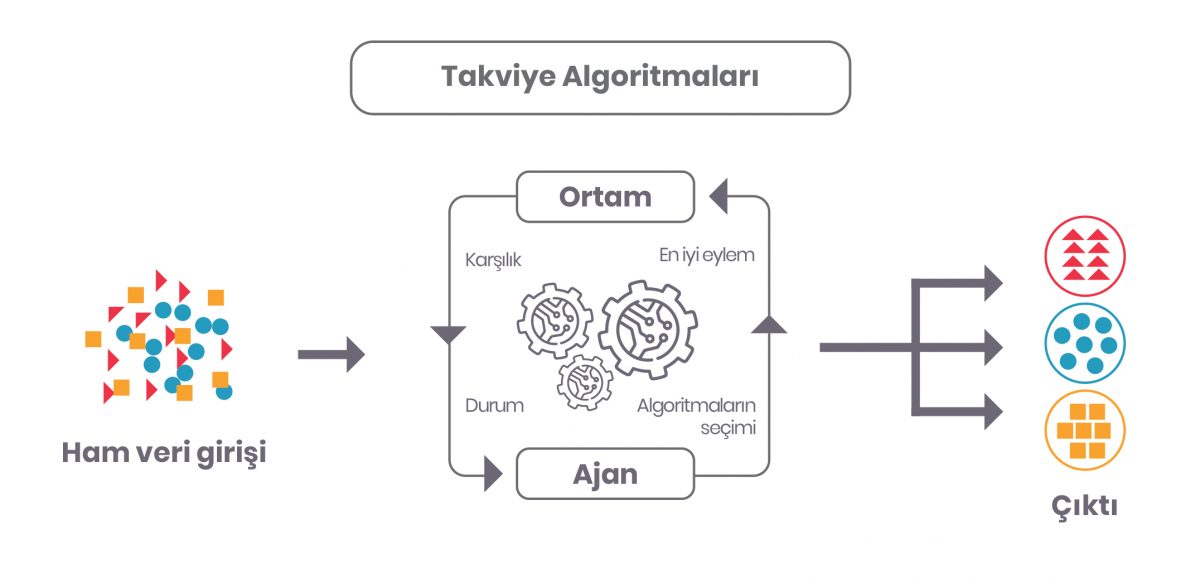 Takviye Algoritmaları
Ortam
Karşılık
En iyi eylem
Durum
Algoritmaların
seçimi
Ajan
Ham veri girişi
Çıktı